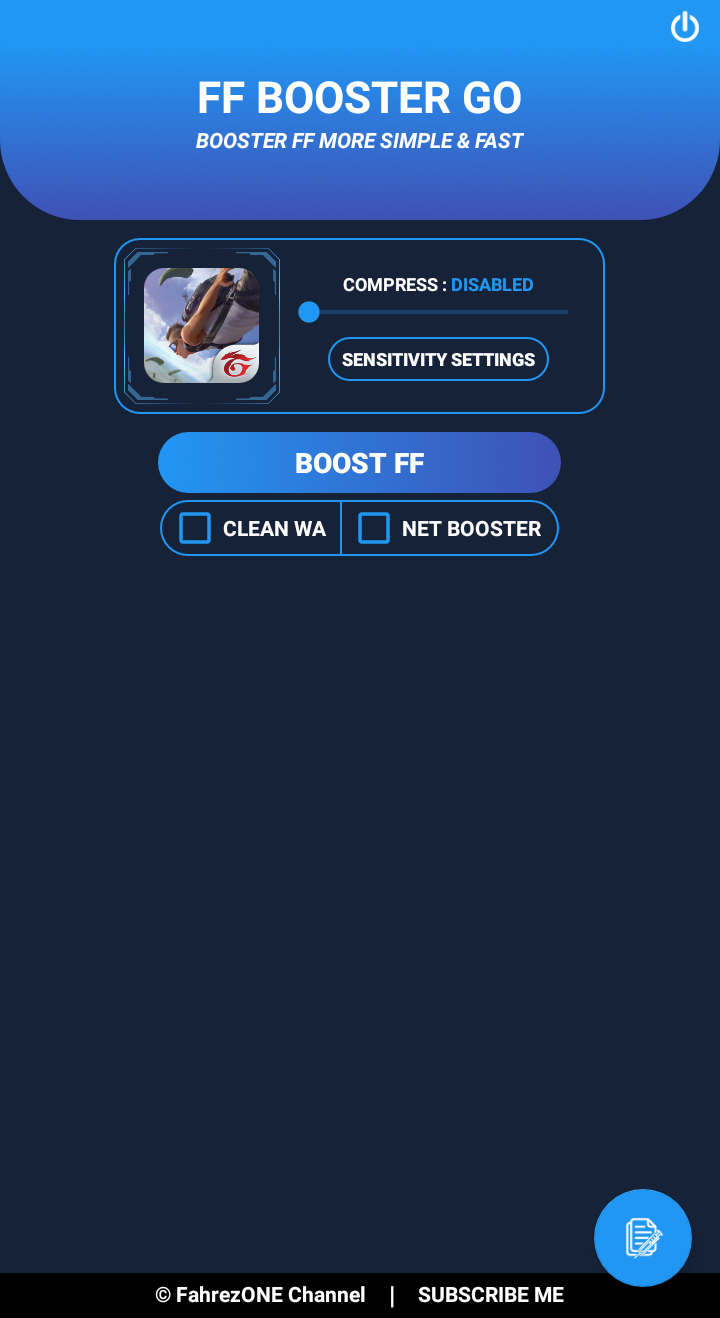 FF BOOSTER GO
BOOSTER FF MORE SIMPLE & FAST
COMPRESS : DISABLED
SENSITIVITY SETTINGS
BOOST FF
CLEAN WA
NET BOOSTER
© FahrezONE Channel | SUBSCRIBE ME